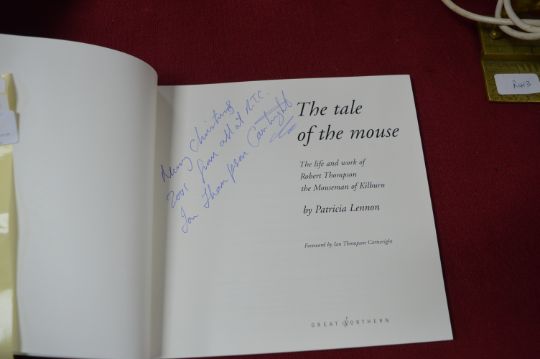 Merry Christmas
2001 from all at R.T.C.
Ian Thompson Cartwright
The tale
of the mouse
The life and work of
Robert Thompson
the Mouseman of Kilburn
by Patricia Lennon
Foreword by Ian Thompson Cartwright
GREAT NORTHERN